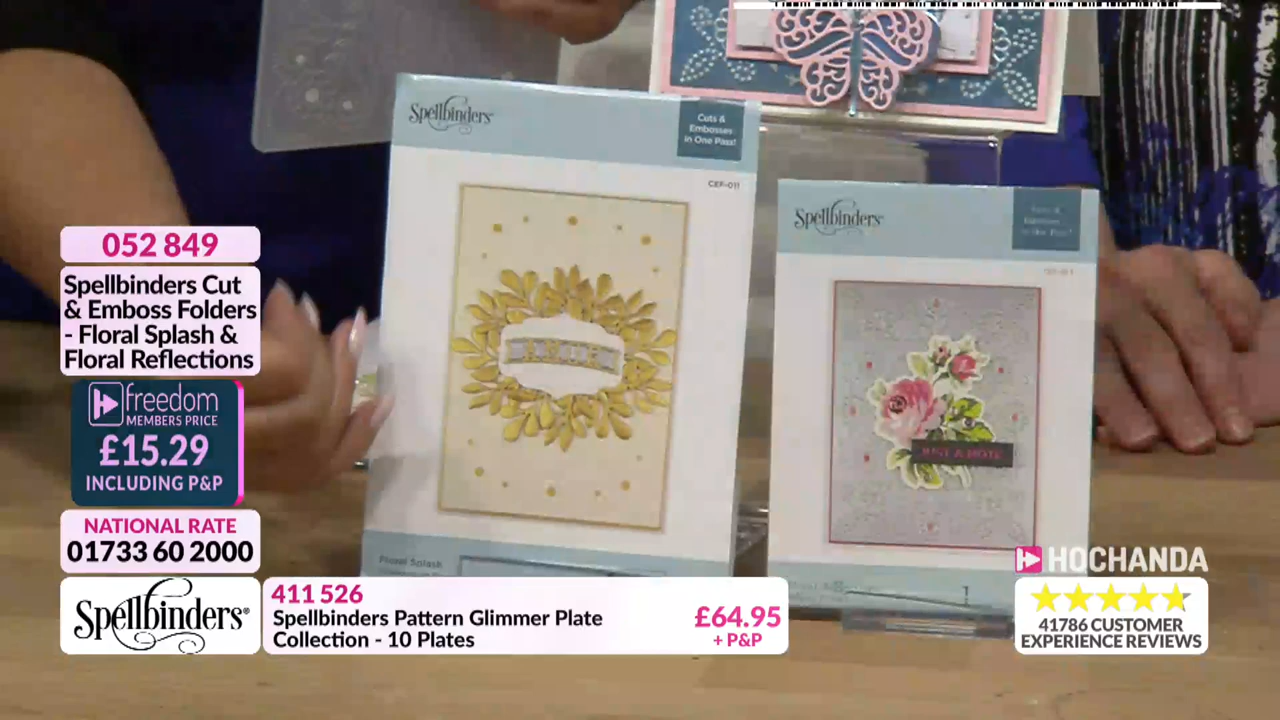 Spellbinders
Cuts &
Embosses
in One Pass!
CEF-011
Spellbinders
JUST A NOTE
Floral Splash
052 849
Spellbinders Cut
& Emboss Folders
- Floral Splash &
Floral Reflections
freedom
MEMBERS PRICE
£15.29
INCLUDING P&P
NATIONAL RATE
01733 60 2000
Spellbinders®
411 526
Spellbinders Pattern Glimmer Plate
Collection - 10 Plates
£64.95
+ P&P
HOCHANDA
41786 CUSTOMER
EXPERIENCE REVIEWS